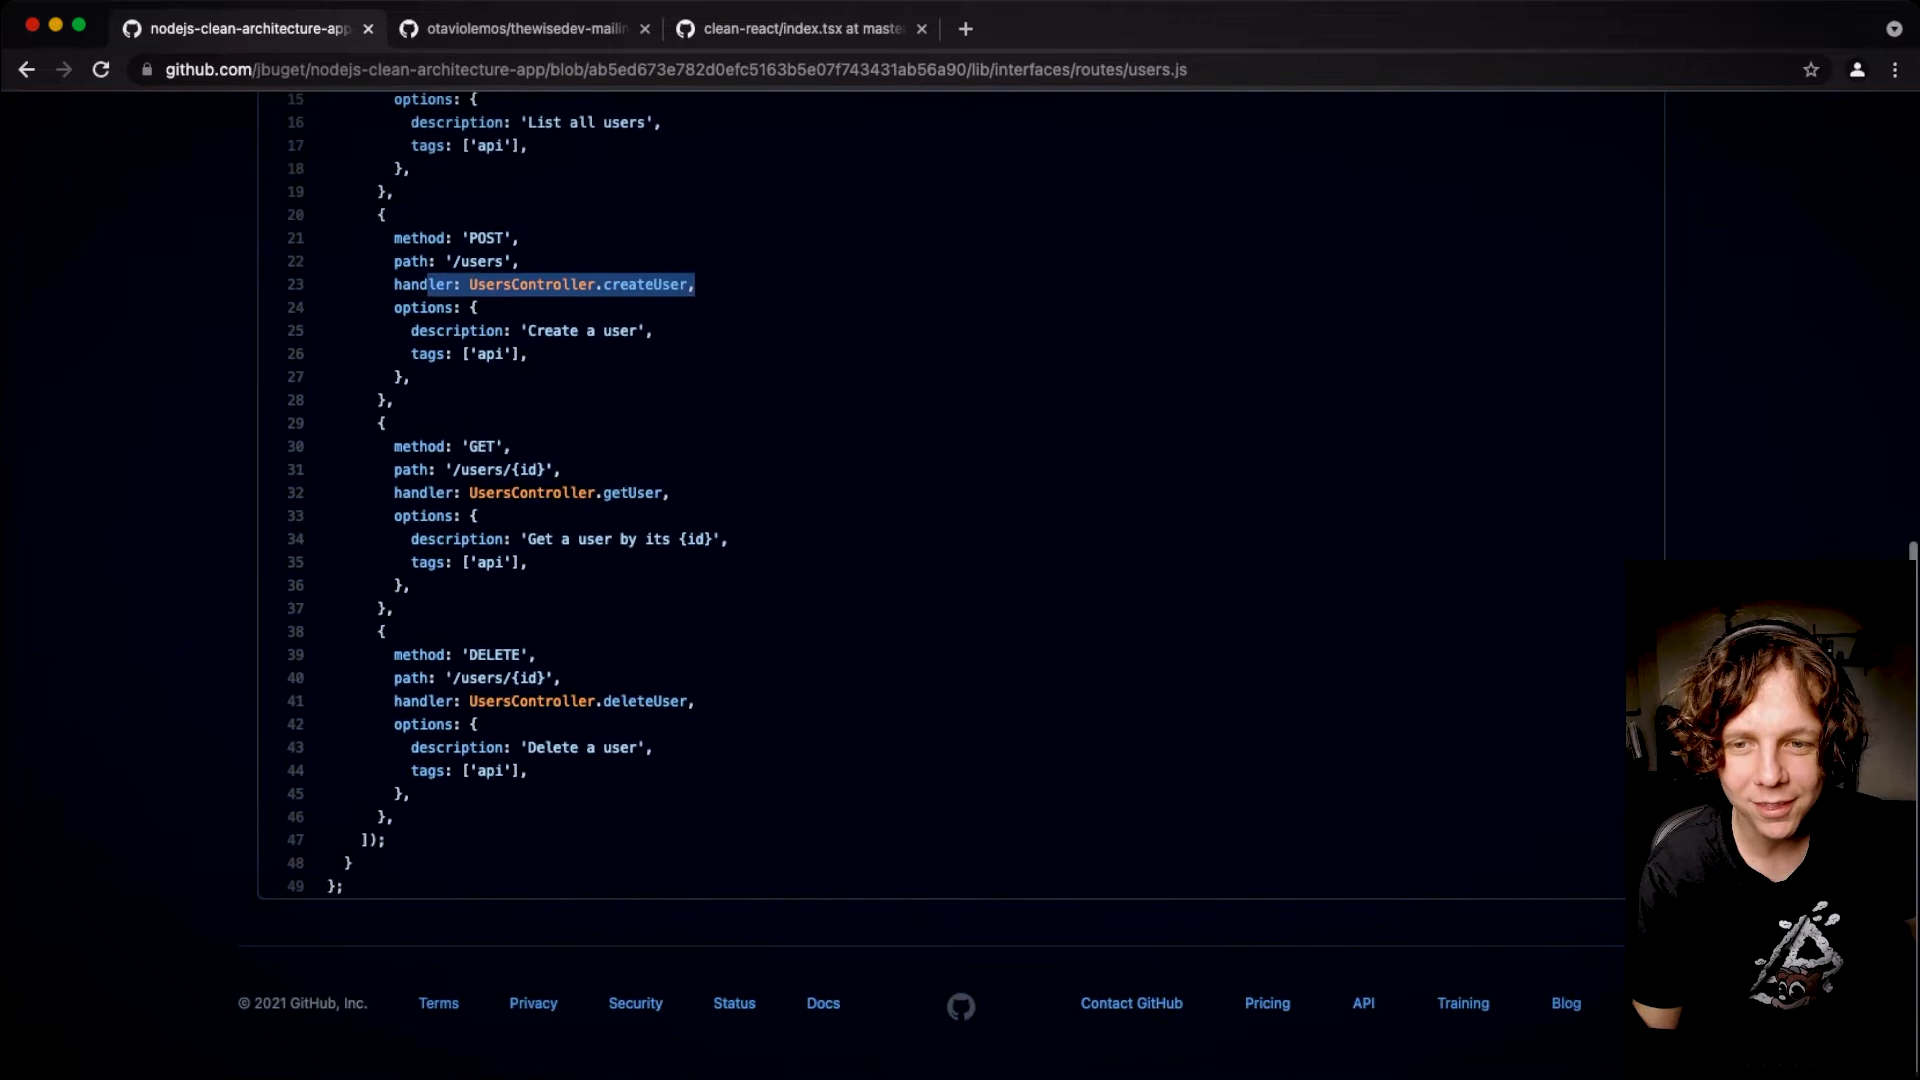 nodejs-clean-architecture-app
otaviolemos/thewisedev-mailin
clean-react/index.tsx at maste
github.com/jbuget/nodejs-clean-architecture-app/blob/ab5ed673e782d0efc5163b5e07f743431ab56a90/lib/interfaces/routes/users.js
15 options: {
16 description: 'List all users',
17 tags: ['api'],
18 },
19 },
20 {
21 method: 'POST',
22 path: '/users',
23 handler: UsersController.createUser,
24 options: {
25 description: 'Create a user',
26 tags: ['api'],
27 },
28 },
29 {
30 method: 'GET',
31 path: '/users/{id}',
32 handler: UsersController.getUser,
33 options: {
34 description: 'Get a user by its {id}',
35 tags: ['api'],
36 },
37 },
38 {
39 method: 'DELETE',
40 path: '/users/{id}',
41 handler: UsersController.deleteUser,
42 options: {
43 description: 'Delete a user',
44 tags: ['api'],
45 },
46 },
47 ]);
48 }
49 };
© 2021 GitHub, Inc. Terms Privacy Security Status Docs Contact GitHub Pricing API Training Blog